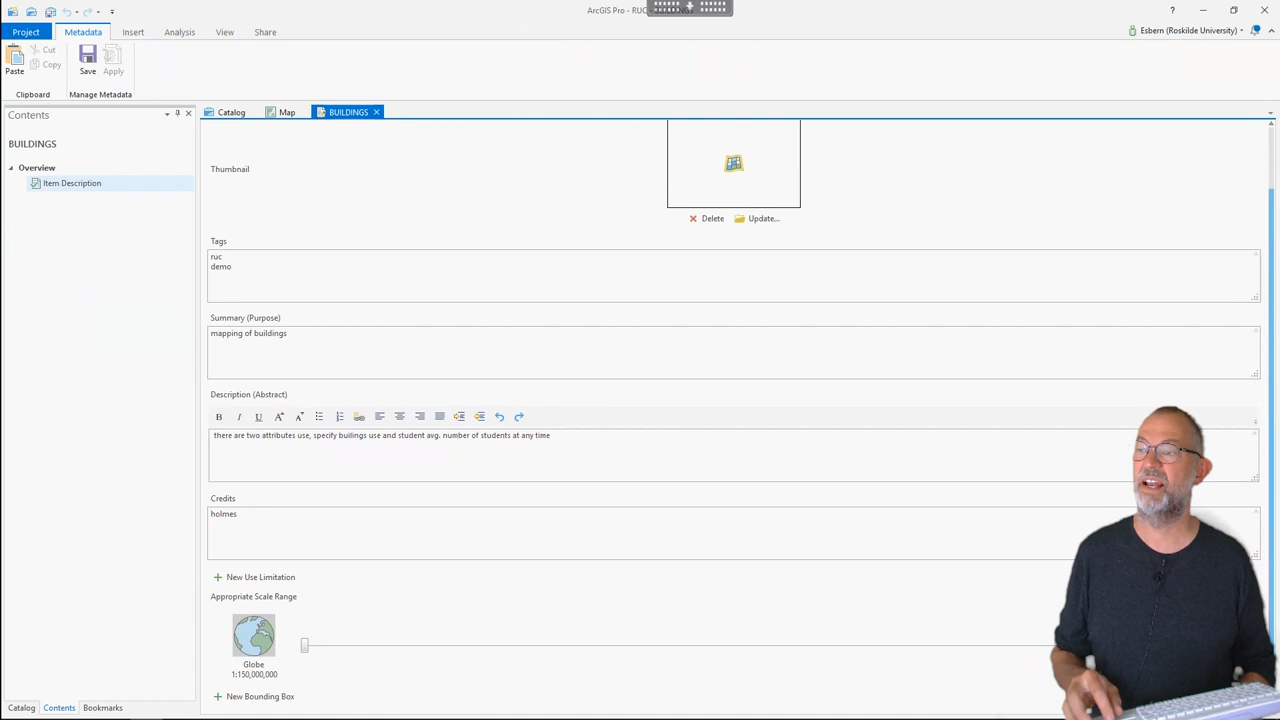 ArcGIS Pro - RUC
?
Project
Metadata
Insert
Analysis
View
Share
Esbern (Roskilde University)
Paste
Cut
Copy
Save
Apply
Clipboard
Manage Metadata
Contents
Catalog
Map
BUILDINGS
BUILDINGS
Overview
Item Description
Thumbnail
Delete
Update...
Tags
ruc
demo
Summary (Purpose)
mapping of buildings
Description (Abstract)
B I U A A
there are two attributes use, specify builings use and student avg. number of students at any time
Credits
holmes
New Use Limitation
Appropriate Scale Range
Globe
1:150,000,000
New Bounding Box
Catalog
Contents
Bookmarks